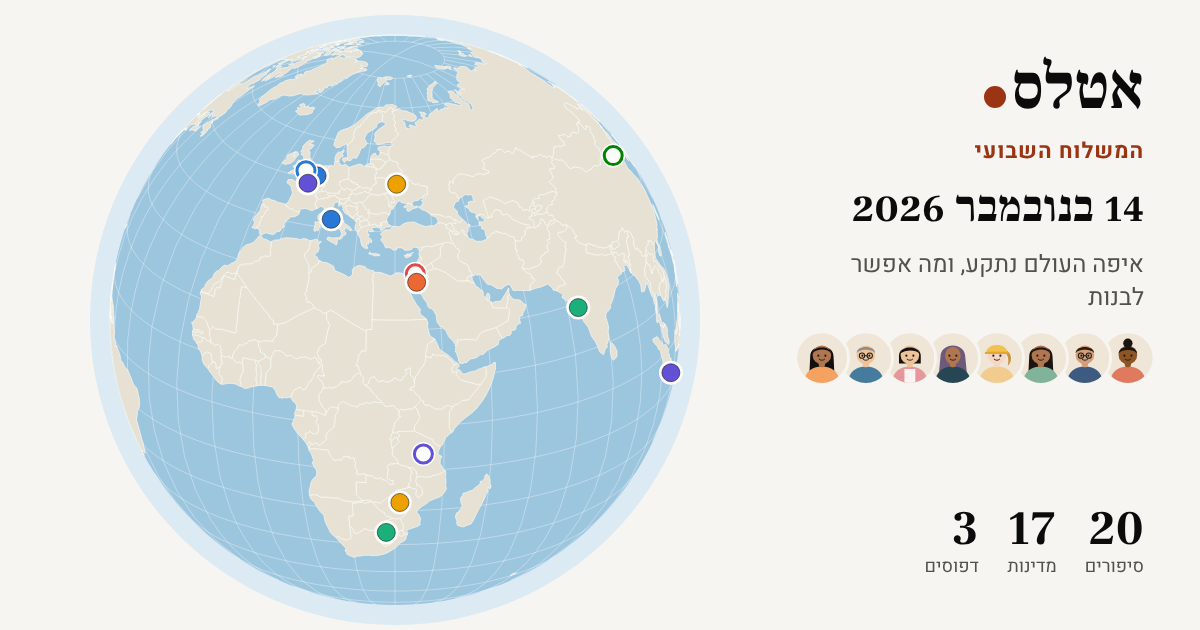 אטלס
המשלוח השבועי
14 בנובמבר 2026
איפה העולם נתקע, ומה אפשר
לבנות
20 17 3
סיפורים מדינות דפוסים